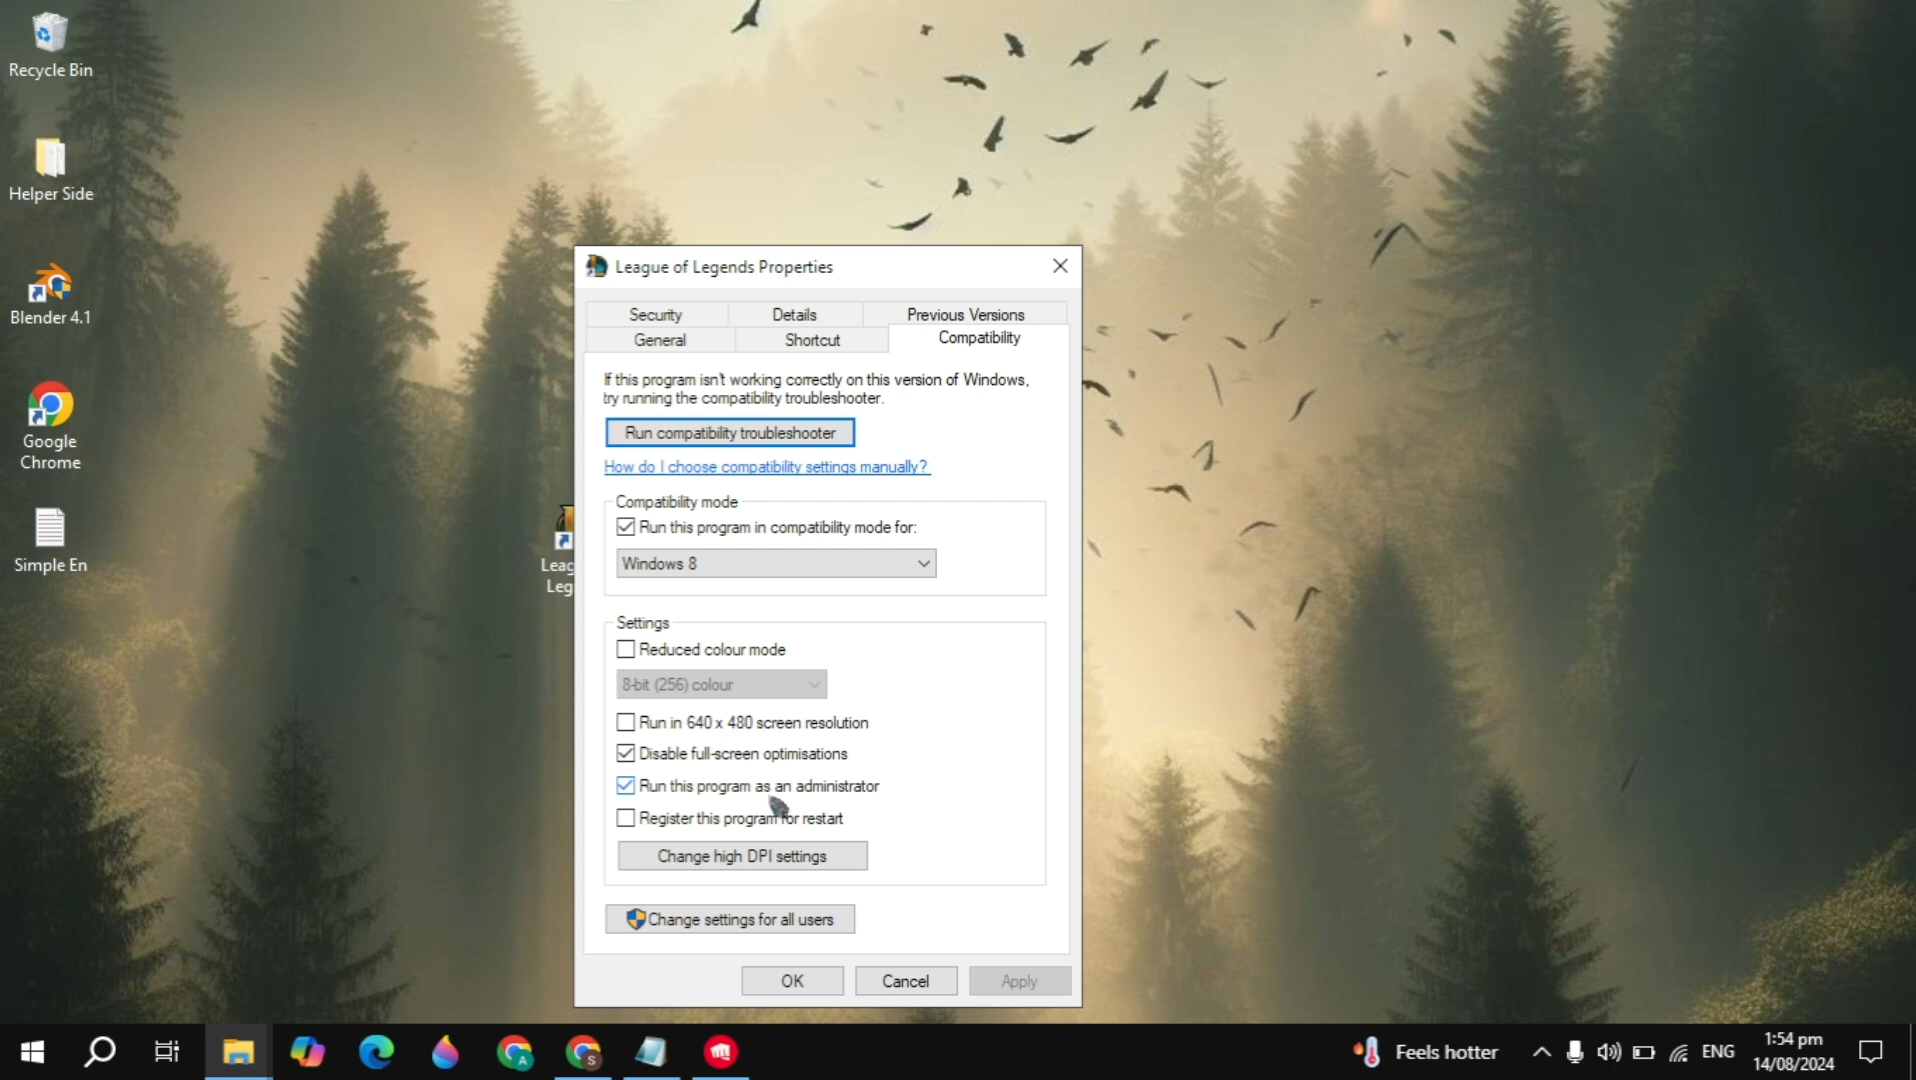 Recycle Bin
Helper Side
Blender 4.1
Google
Chrome
Simple En
Leag
Leg
League of Legends Properties
Security
Details
Previous Versions
General
Shortcut
Compatibility
If this program isn't working correctly on this version of Windows,
try running the compatibility troubleshooter.
Run compatibility troubleshooter
How do I choose compatibility settings manually?
Compatibility mode
Run this program in compatibility mode for:
Windows 8
Settings
Reduced colour mode
8-bit (256) colour
Run in 640 x 480 screen resolution
Disable full-screen optimisations
Run this program as an administrator
Register this program for restart
Change high DPI settings
Change settings for all users
OK
Cancel
Apply
A
S
Feels hotter
ENG
1:54 pm
14/08/2024